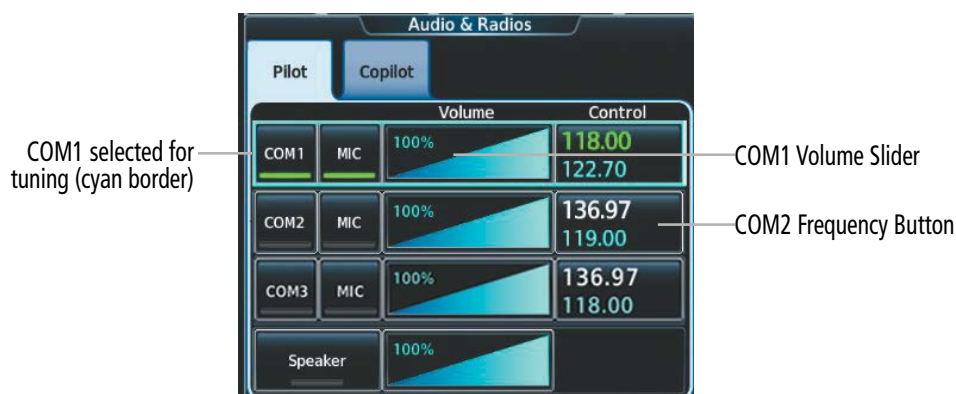 Audio & Radios
Pilot
Copilot
Volume
Control
COM1 selected for
tuning (cyan border)
COM1
MIC
100%
118.00
122.70
COM1 Volume Slider
COM2
MIC
100%
136.97
119.00
COM2 Frequency Button
COM3
MIC
100%
136.97
118.00
Speaker
100%